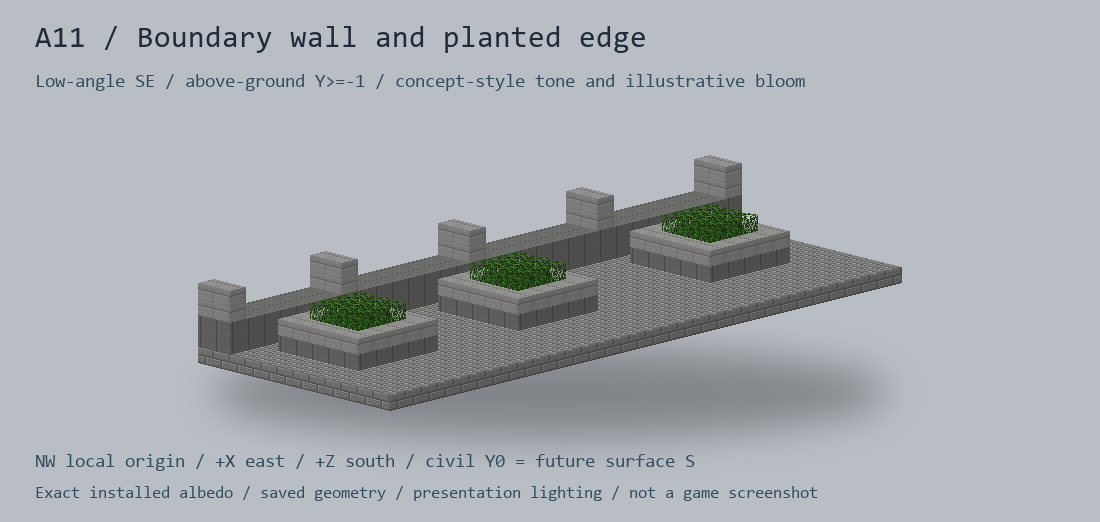 A11 / Boundary wall and planted edge
Low-angle SE / above-ground Y>=-1 / concept-style tone and illustrative bloom
NW local origin / +X east / +Z south / civil Y0 = future surface S
Exact installed albedo / saved geometry / presentation lighting / not a game screenshot